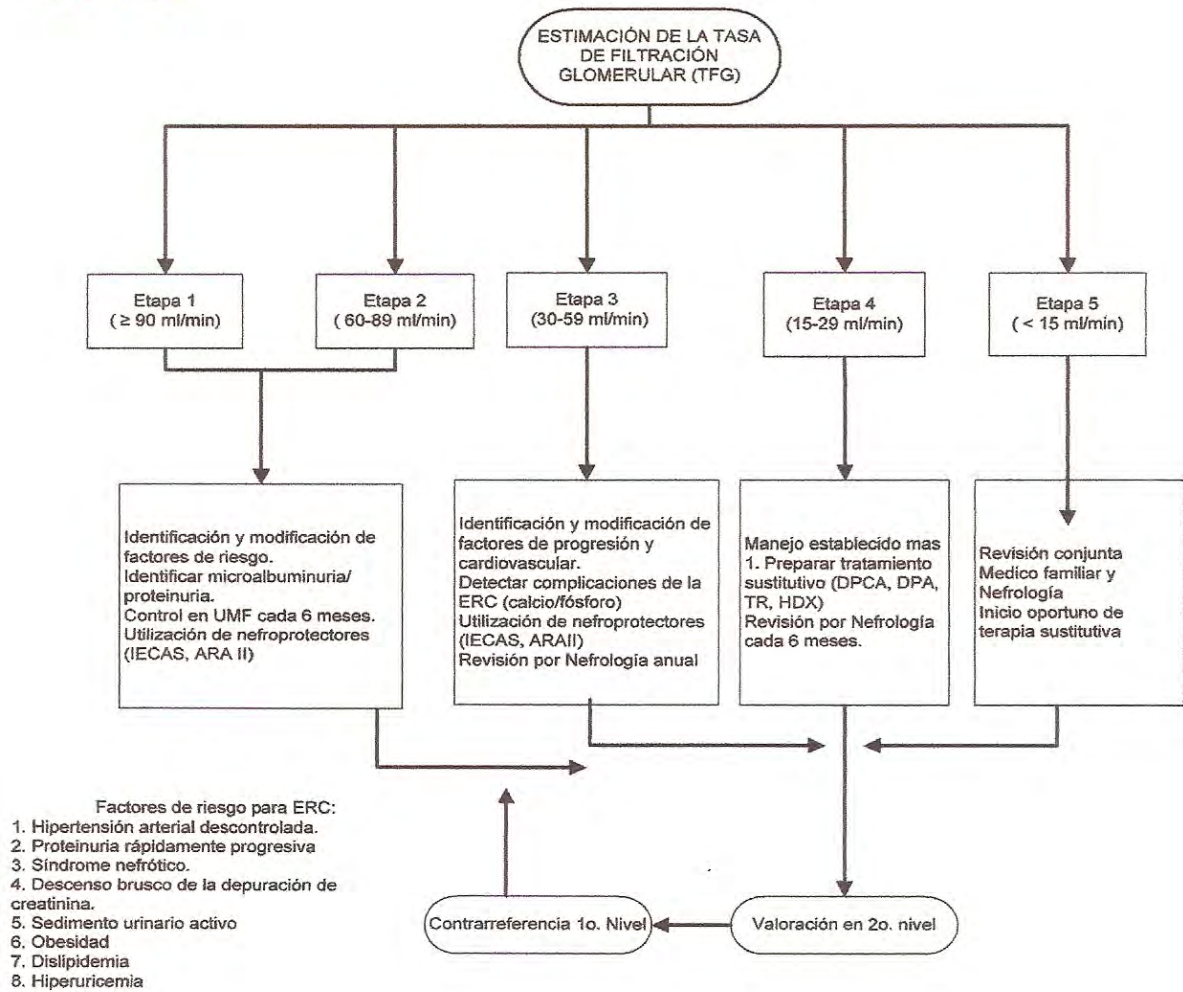 ESTIMACIÓN DE LA TASA
DE FILTRACIÓN
GLOMERULAR (TFG)
Etapa 1
( ≥ 90 ml/min)
Etapa 2
( 60-89 ml/min)
Etapa 3
(30-59 ml/min)
Etapa 4
(15-29 ml/min)
Etapa 5
( < 15 ml/min)
Identificación y modificación de
factores de riesgo.
Identificar microalbuminuria/
proteinuria.
Control en UMF cada 6 meses.
Utilización de nefroprotectores
(IECAS, ARA II)
Identificación y modificación de
factores de progresión y
cardiovascular.
Detectar complicaciones de la
ERC (calcio/fósforo)
Utilización de nefroprotectores
(IECAS, ARAII)
Revisión por Nefrología anual
Manejo establecido mas
1. Preparar tratamiento
sustitutivo (DPCA, DPA,
TR, HDX)
Revisión por Nefrología
cada 6 meses.
Revisión conjunta
Medico familiar y
Nefrología
Inicio oportuno de
terapia sustitutiva
Factores de riesgo para ERC:
1. Hipertensión arterial descontrolada.
2. Proteinuria rápidamente progresiva
3. Síndrome nefrótico.
4. Descenso brusco de la depuración de
creatinina.
5. Sedimento urinario activo
6. Obesidad
7. Dislipidemia
8. Hiperuricemia
Contrarreferencia 1o. Nivel
Valoración en 2o. nivel